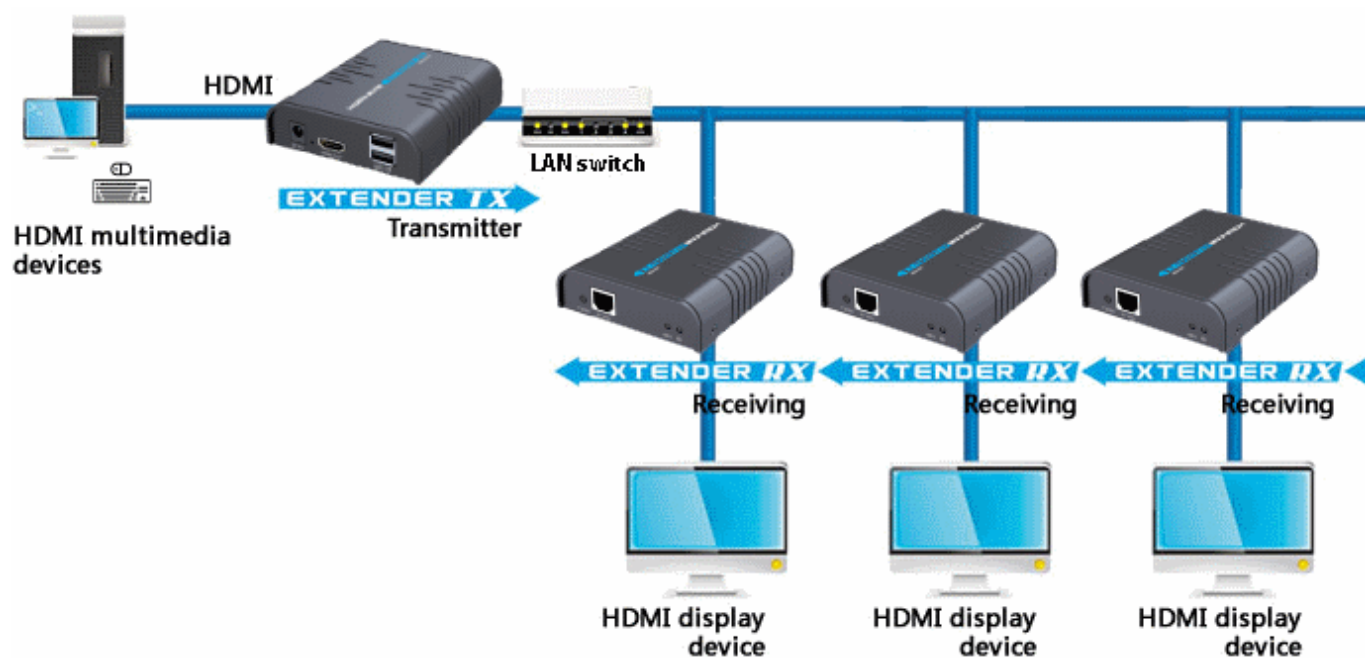 HDMI
LAN switch
EXTENDER TX
Transmitter
HDMI multimedia
devices
EXTENDER RX
EXTENDER RX
EXTENDER RX
Receiving
Receiving
Receiving
HDMI display
device
HDMI display
device
HDMI display
device